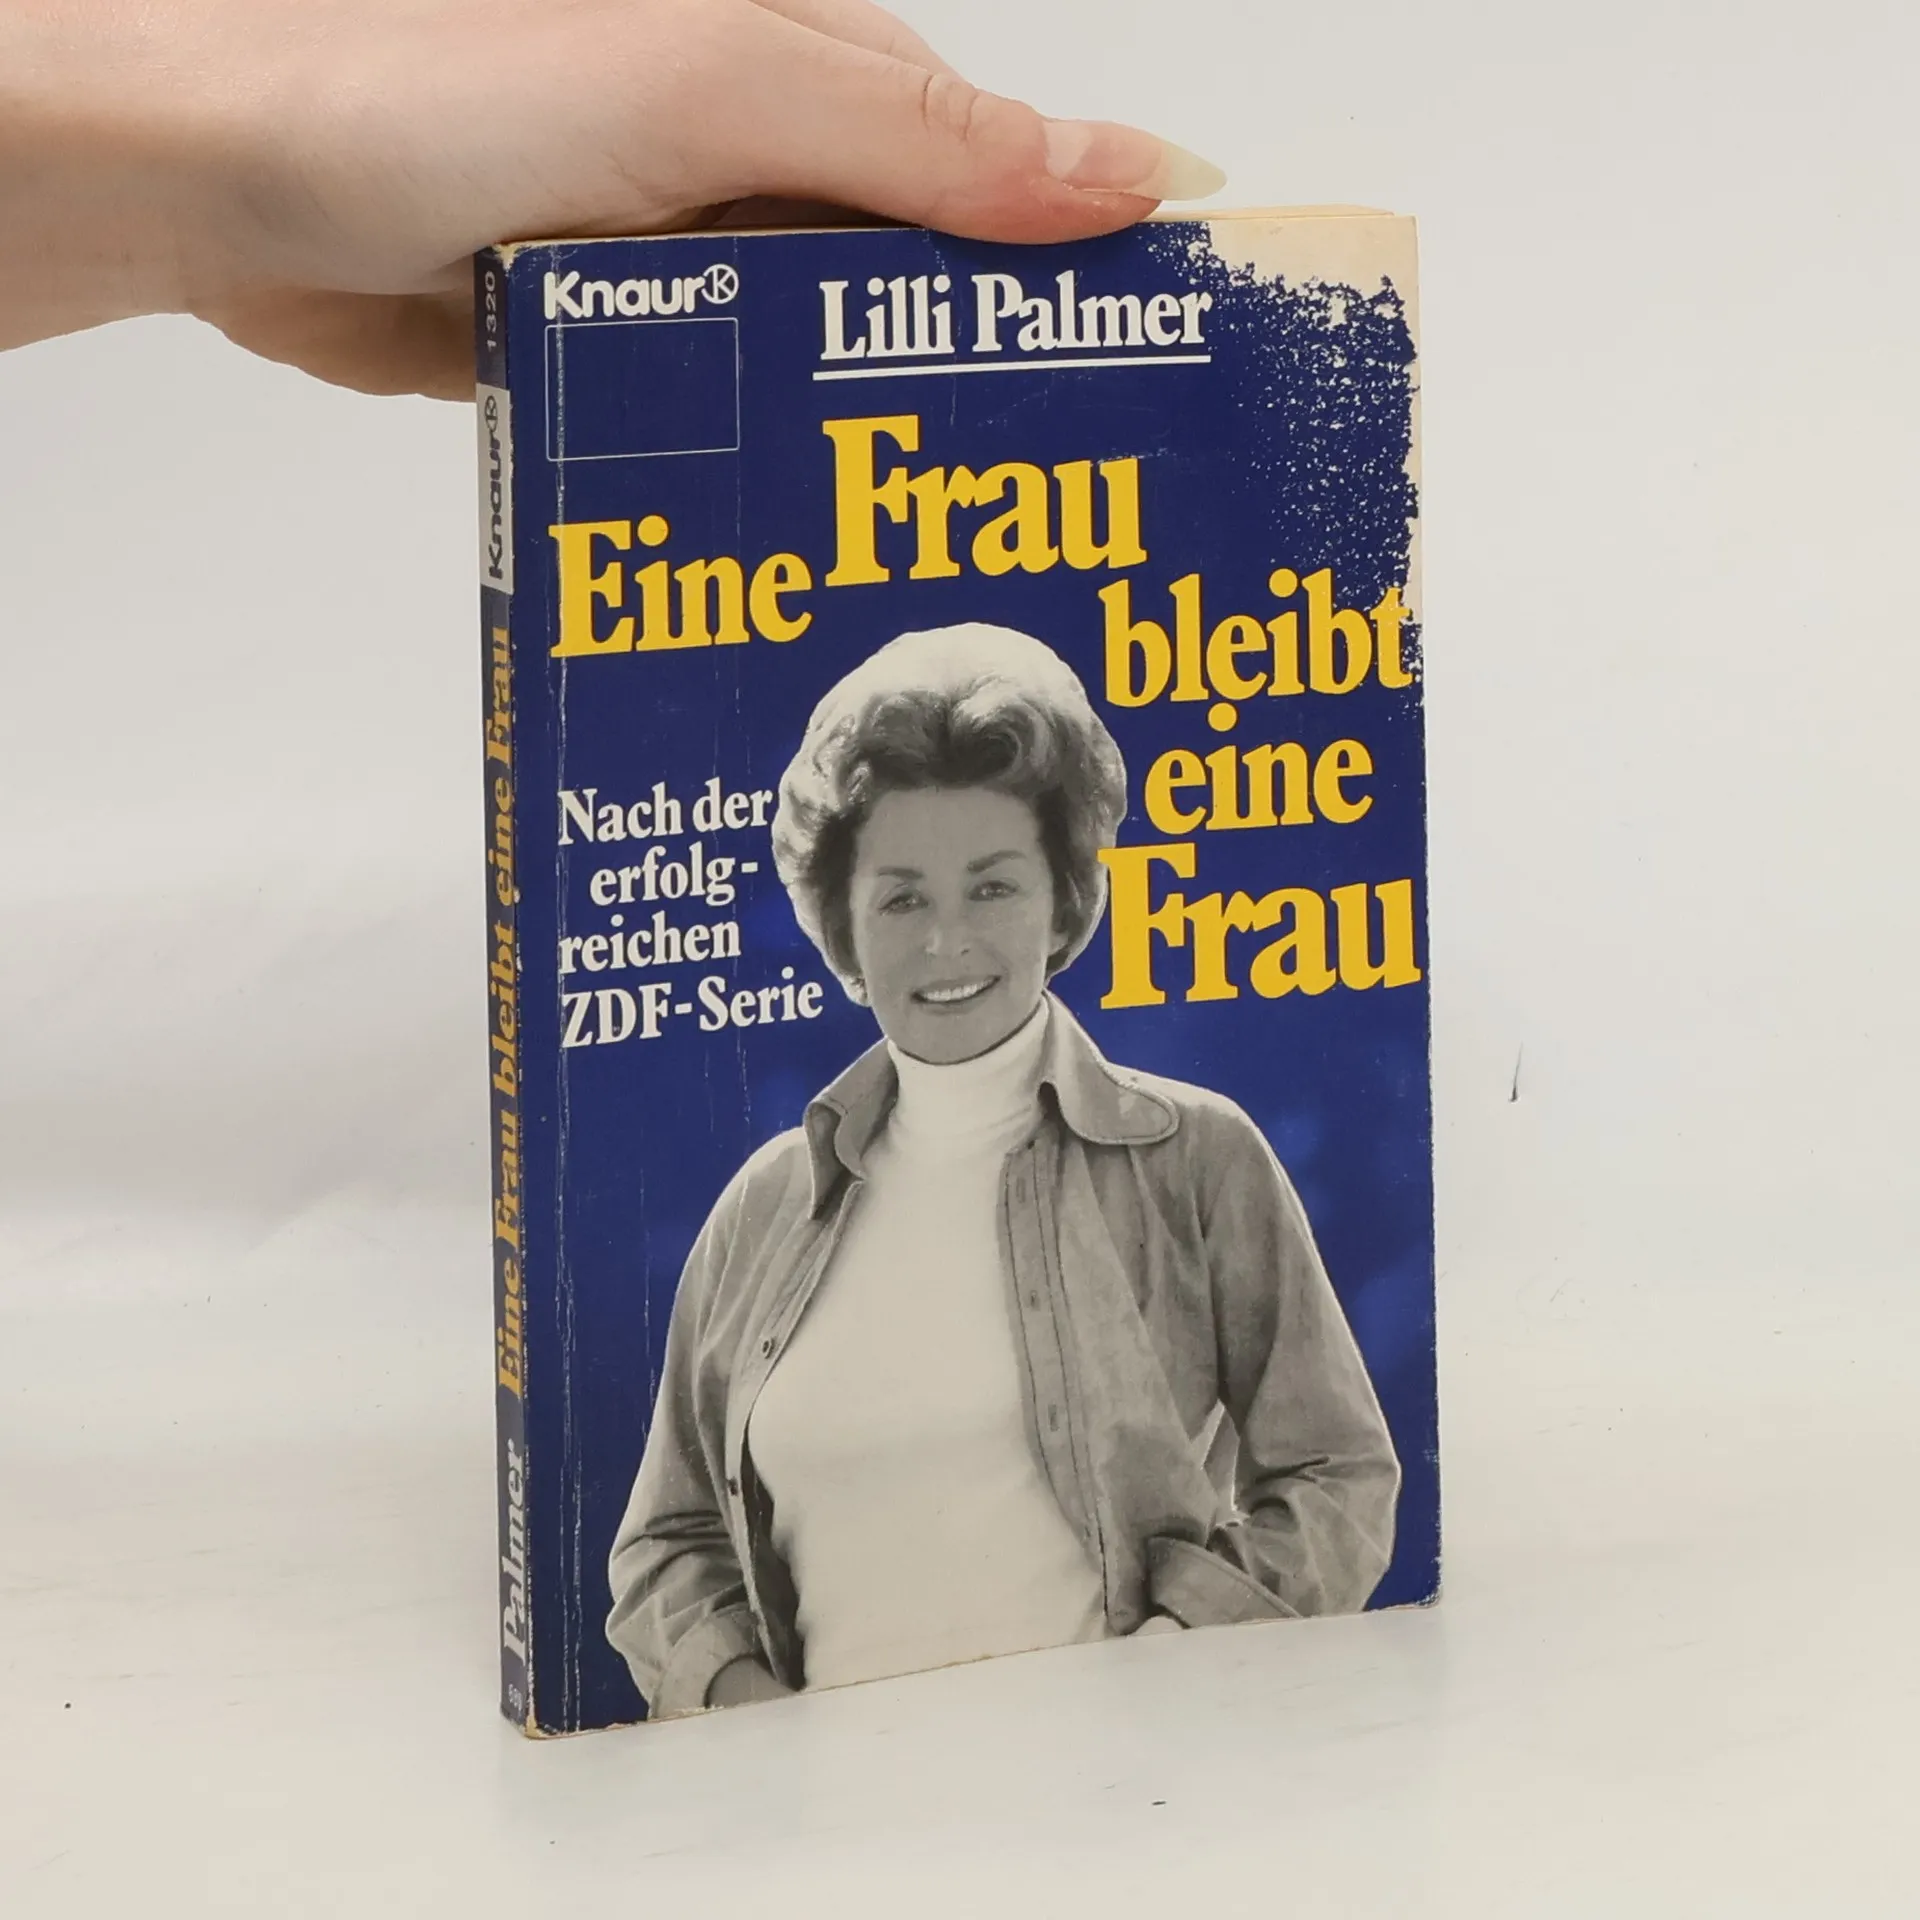 Knaur
Lilli Palmer
Eine Frau
bleibt
eine
Frau
Nach der
erfolg-
reichen
ZDF-Serie
1320
Knaur
Eine Frau bleibt eine Frau
Palmer